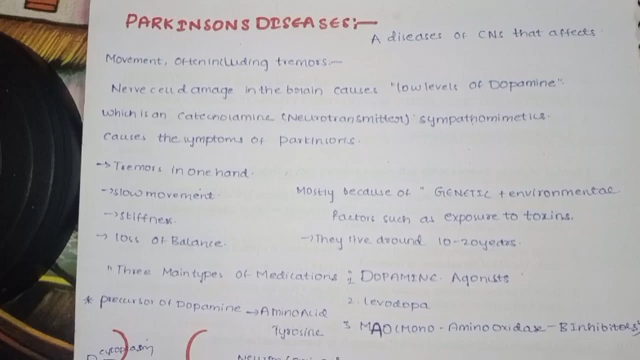 PARKINSONS DISEASES:-
A diseases of CNS that affects
Movement, often including tremors.-
Nerve cell damage in the brain causes "low levels of Dopamine".
which is an catecholamine (Neurotransmitter) sympathomimetics.
causes the symptoms of parkinsons.
→ Tremors in one hand.
→ slow movement. Mostly because of " GENETIC + environmental
→ stiffness. Factors such as exposure to toxins.
→ loss of Balance. → They live around 10-20years.
" Three Main types of Medications : 1 DOPAMINE Agonists
2. levodopa
* precursor of Dopamine → Amino Acid
Tyrosine 3 MAO (Mono - Amino oxidase - B Inhibitors)